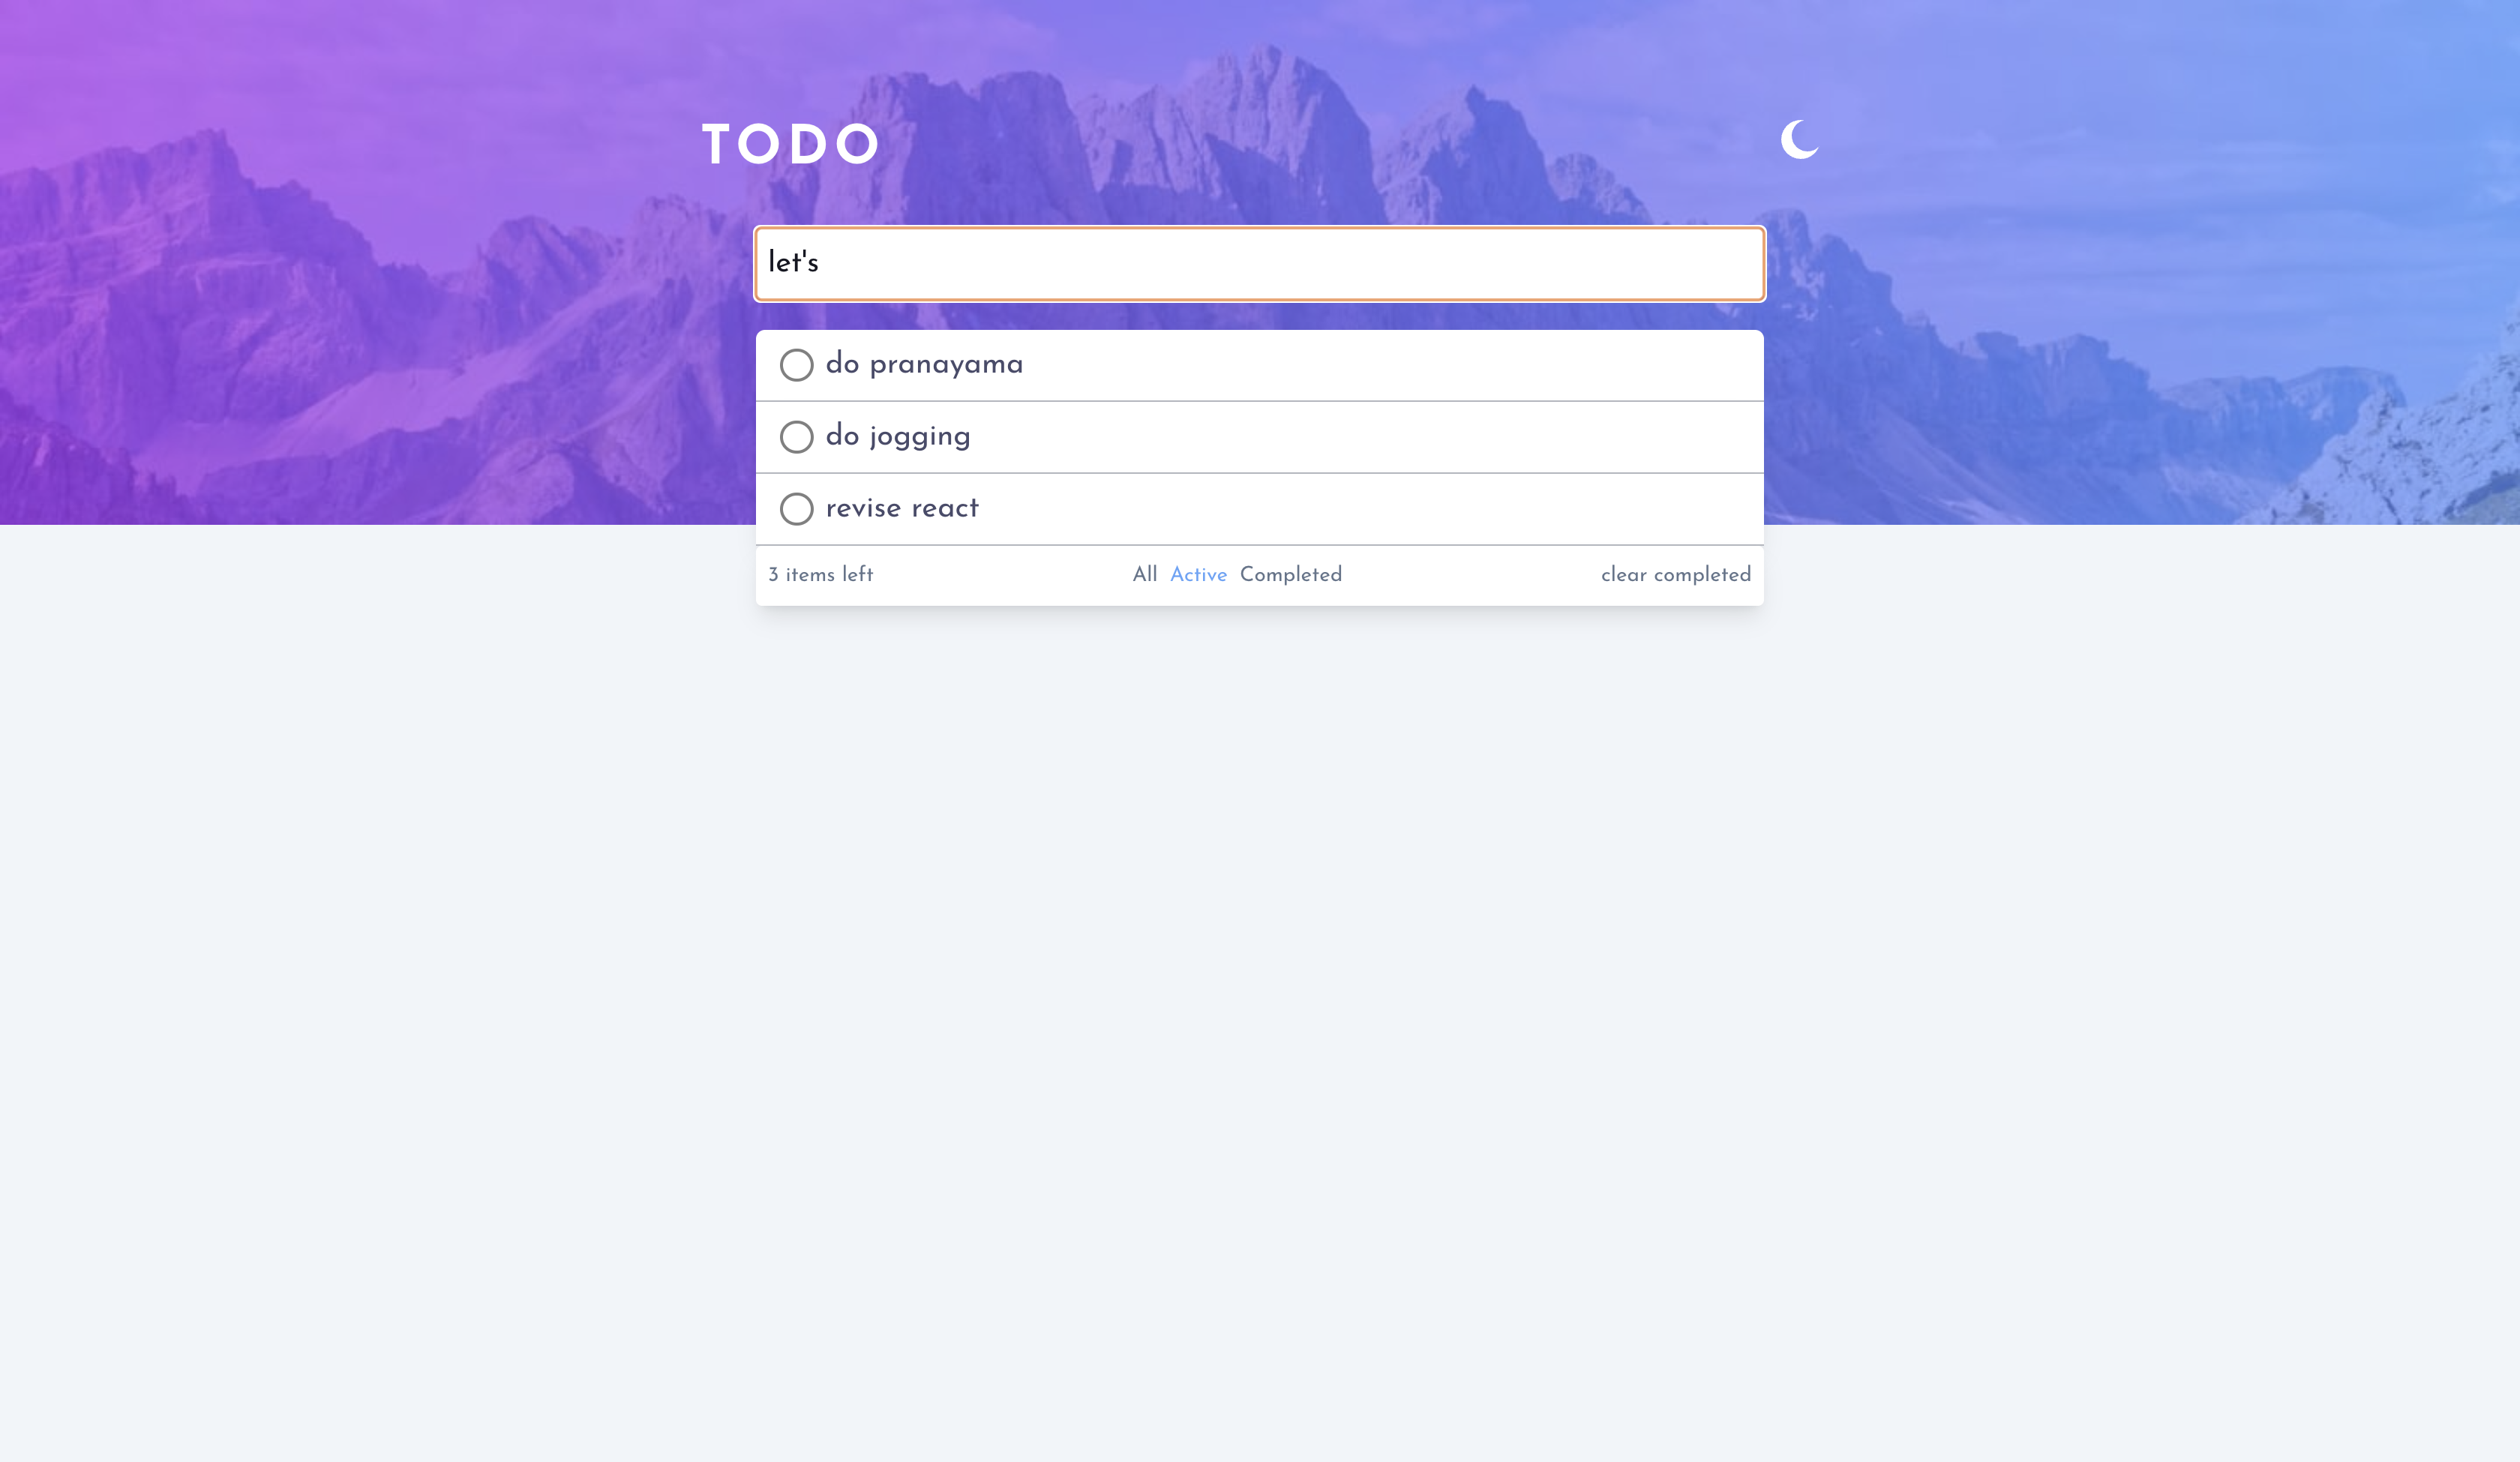 TODO
let's
do pranayama
do jogging
revise react
3 items left All Active Completed clear completed